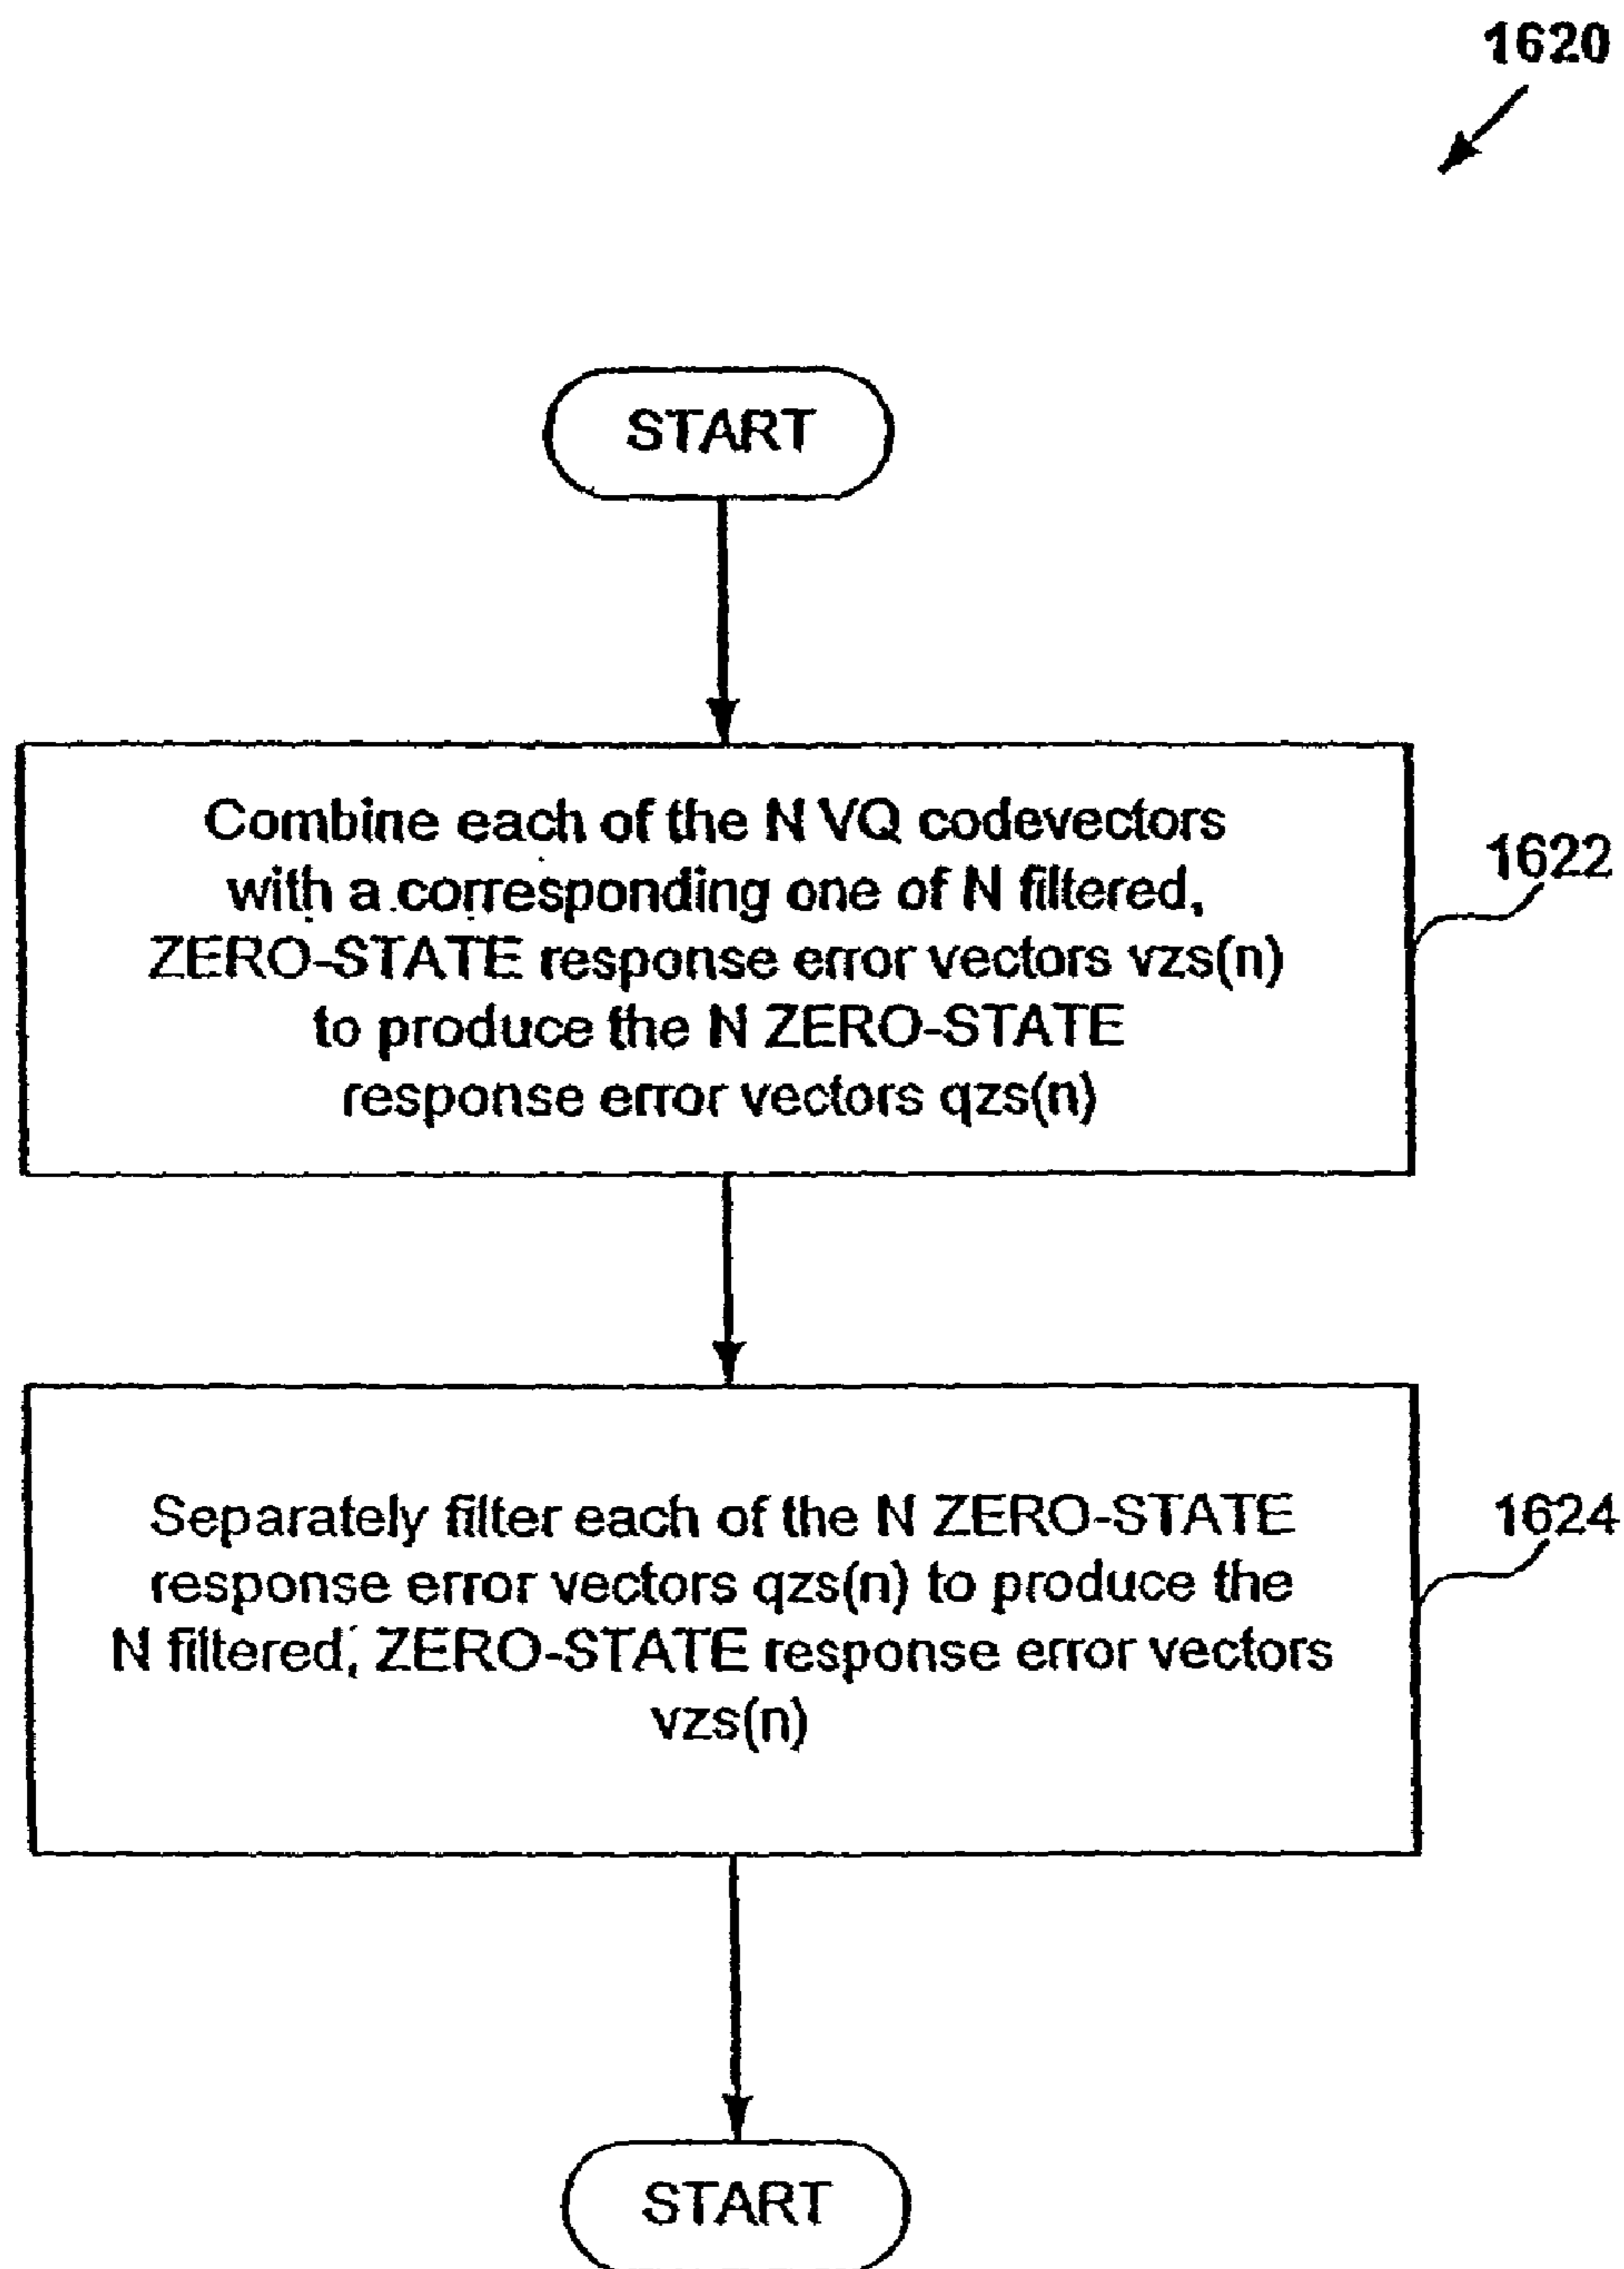 1620
START
Combine each of the N VQ codevectors
with a corresponding one of N filtered,
ZERO-STATE response error vectors vzs(n)
to produce the N ZERO-STATE
response error vectors qzs(n)
1622
Separately filter each of the N ZERO-STATE
response error vectors qzs(n) to produce the
N filtered, ZERO-STATE response error vectors
vzs(n)
1624
START